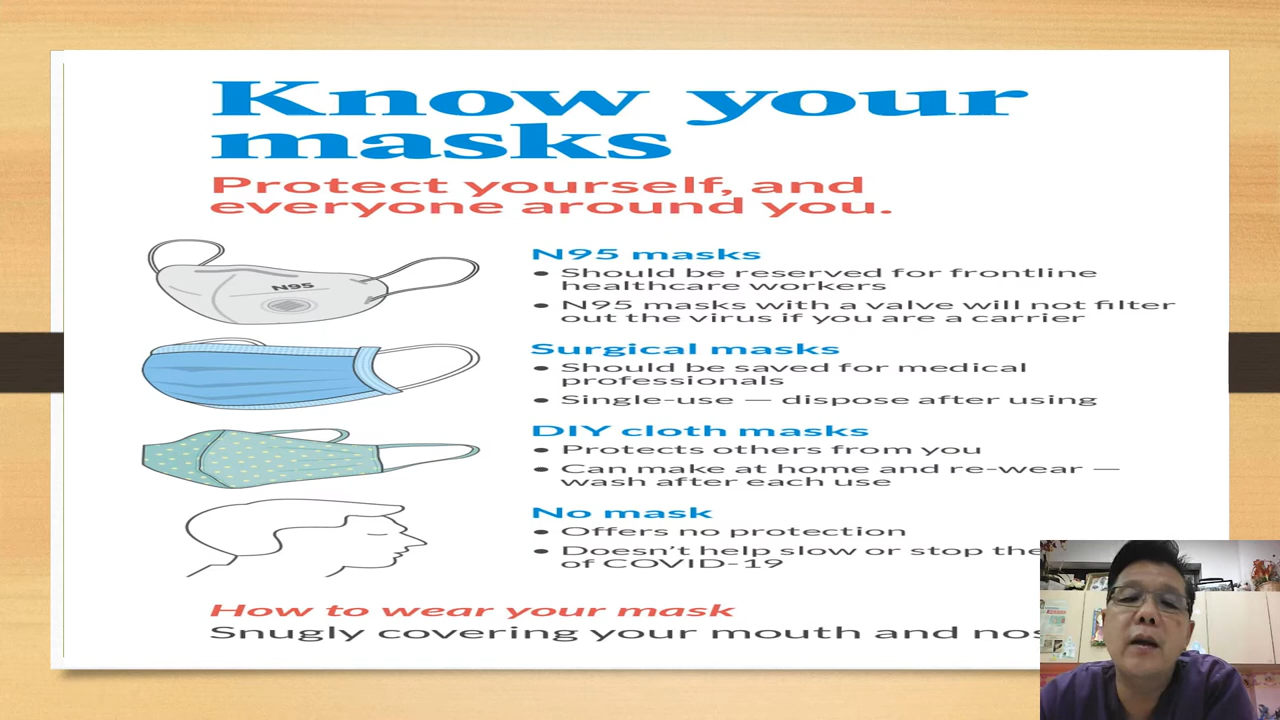 Know your
masks
Protect yourself, and
everyone around you.
N95
N95 masks
• Should be reserved for frontline
healthcare workers
• N95 masks with a valve will not filter
out the virus if you are a carrier
Surgical masks
• Should be saved for medical
professionals
• Single-use — dispose after using
DIY cloth masks
• Protects others from you
• Can make at home and re-wear —
wash after each use
No mask
• Offers no protection
• Doesn't help slow or stop the
of COVID-19
How to wear your mask
Snugly covering your mouth and